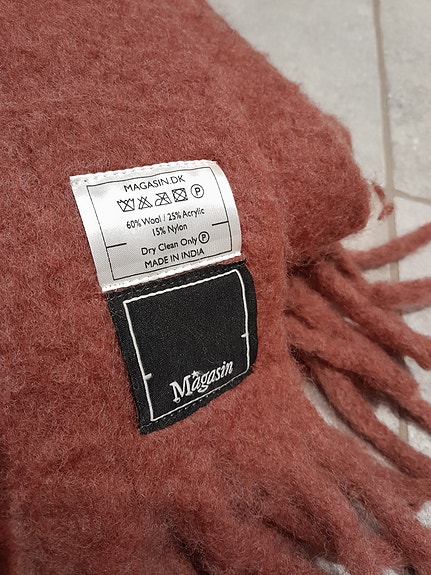 MAGASIN.DK
P
60% Wool / 25% Acrylic
15% Nylon
Dry Clean Only P
MADE IN INDIA
Magasin